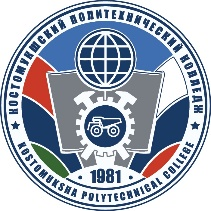 КОСТОМУКШСКИЙ ПОЛИТЕХНИЧЕСКИЙ КОЛЛЕДЖ
1981
KOSTOMUKSHA POLYTECHNICAL COLLEGE